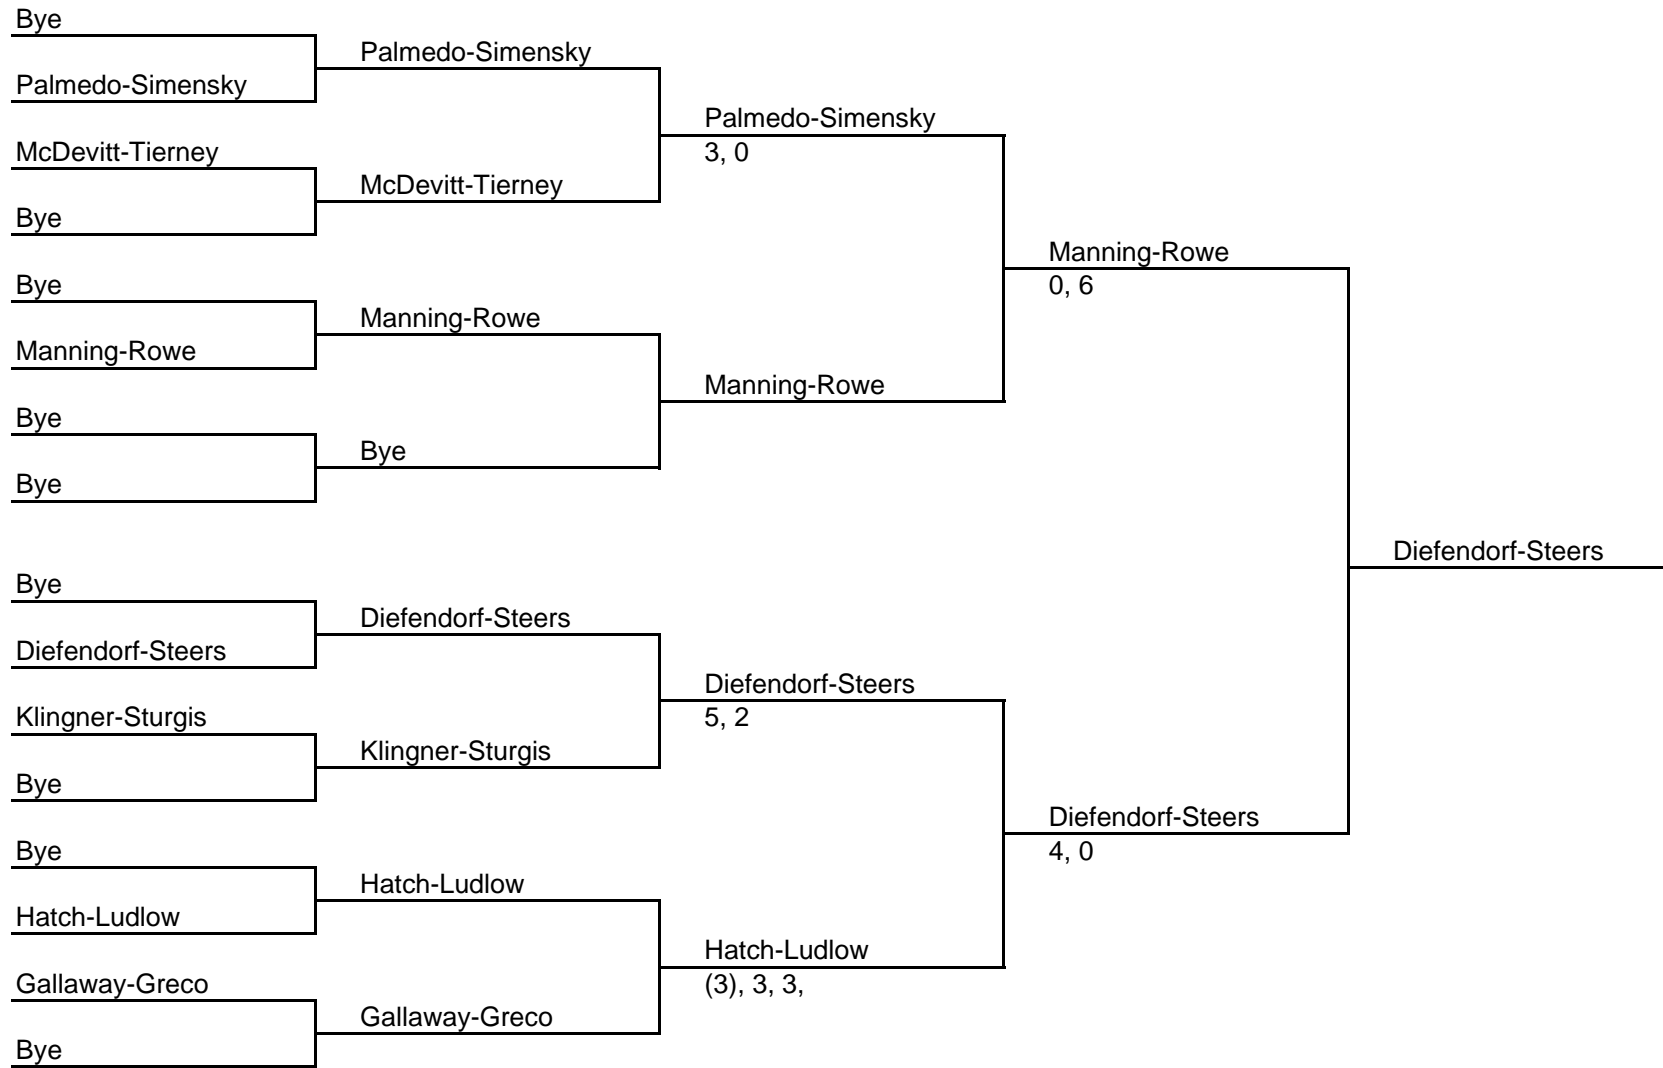 Bye
Palmedo-Simensky
Palmedo-Simensky
Palmedo-Simensky
3, 0
McDevitt-Tierney
McDevitt-Tierney
Bye
Manning-Rowe
0, 6
Bye
Manning-Rowe
Manning-Rowe
Manning-Rowe
Bye
Bye
Bye
Diefendorf-Steers
Bye
Diefendorf-Steers
Diefendorf-Steers
Diefendorf-Steers
5, 2
Klingner-Sturgis
Klingner-Sturgis
Bye
Diefendorf-Steers
4, 0
Bye
Hatch-Ludlow
Hatch-Ludlow
Hatch-Ludlow
(3), 3, 3,
Gallaway-Greco
Gallaway-Greco
Bye